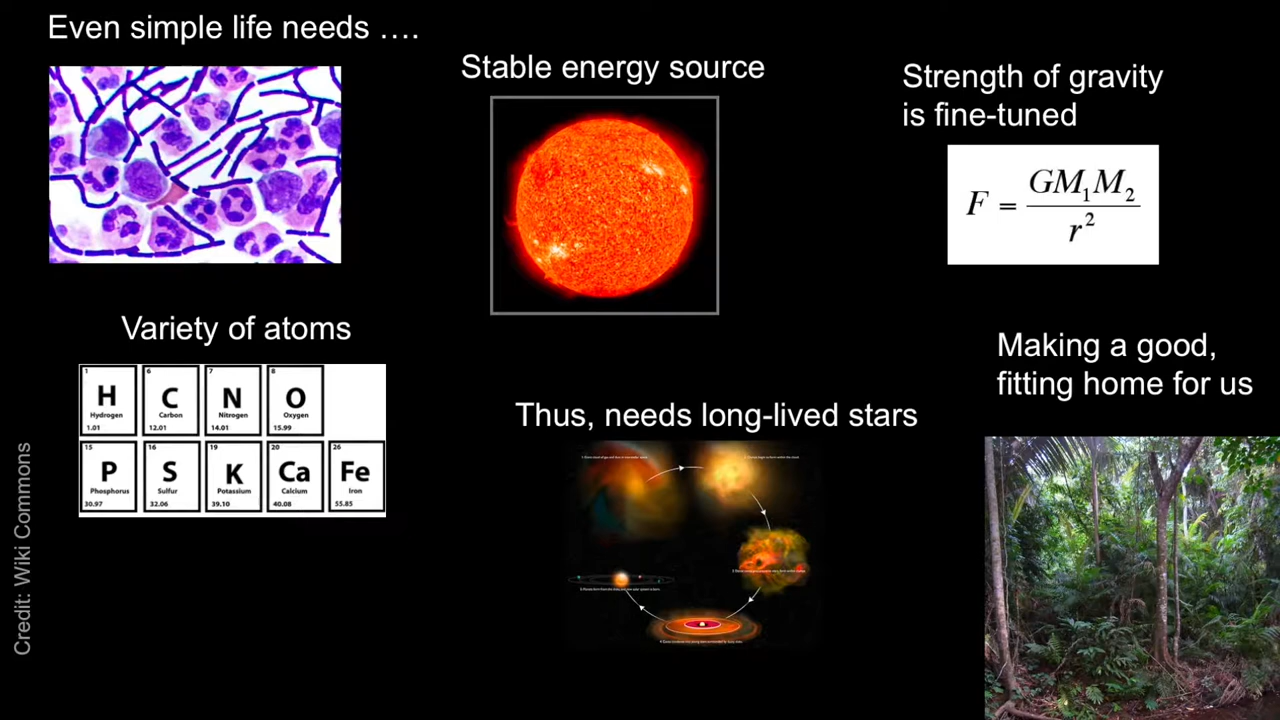 Even simple life needs ….
Stable energy source
Strength of gravity
is fine-tuned
F = GM₁M₂ / r²
Variety of atoms
1 6 7 8
H C N O
Hydrogen Carbon Nitrogen Oxygen
1.01 12.01 14.01 15.99
15 16 19 20 26
P S K Ca Fe
Phosphorus Sulfur Potassium Calcium Iron
30.97 32.06 39.10 40.08 55.85
Thus, needs long-lived stars
Making a good,
fitting home for us
Credit: Wiki Commons